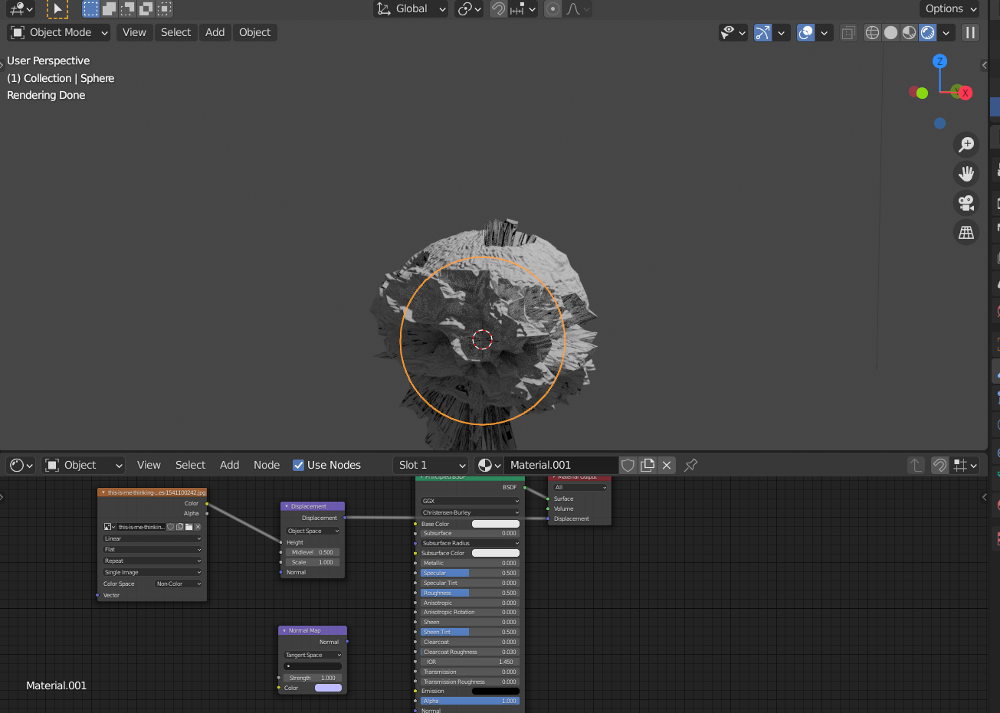 Global
Options
Object Mode
View
Select
Add
Object
User Perspective
(1) Collection | Sphere
Rendering Done
Z
Y
X
Object
View
Select
Add
Node
Use Nodes
Slot 1
Material.001
this-is-me-thinking-...es-1541100242.jpg
Color
Alpha
this-is-me-thinkin...
Linear
Flat
Repeat
Single Image
Color Space
Non-Color
Vector
Displacement
Displacement
Object Space
Height
Midlevel 0.500
Scale 1.000
Normal
Normal Map
Normal
Tangent Space
Strength 1.000
Color
Principled BSDF
BSDF
GGX
Christensen-Burley
Base Color
Subsurface 0.000
Subsurface Radius
Subsurface Color
Metallic 0.000
Specular 0.500
Specular Tint 0.000
Roughness 0.500
Anisotropic 0.000
Anisotropic Rotation 0.000
Sheen 0.000
Sheen Tint 0.500
Clearcoat 0.000
Clearcoat Roughness 0.030
IOR 1.450
Transmission 0.000
Transmission Roughness 0.000
Emission
Alpha 1.000
Normal
Material Output
All
Surface
Volume
Displacement
Material.001